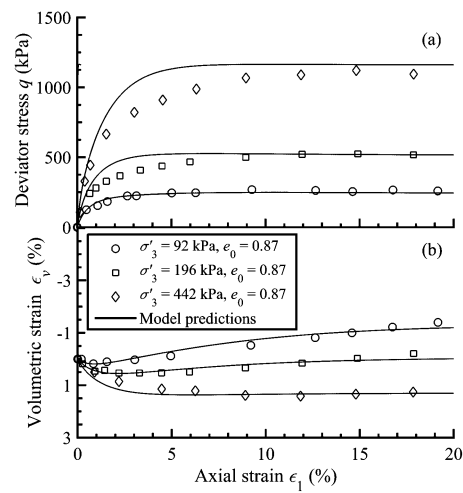 1500
(a)
1000
500
0
Deviator stress q (kPa)
σ′₃ = 92 kPa, e₀ = 0.87
σ′₃ = 196 kPa, e₀ = 0.87
σ′₃ = 442 kPa, e₀ = 0.87
Model predictions
(b)
-3
-1
1
3
Volumetric strain ϵᵥ (%)
0 5 10 15 20
Axial strain ϵ₁ (%)